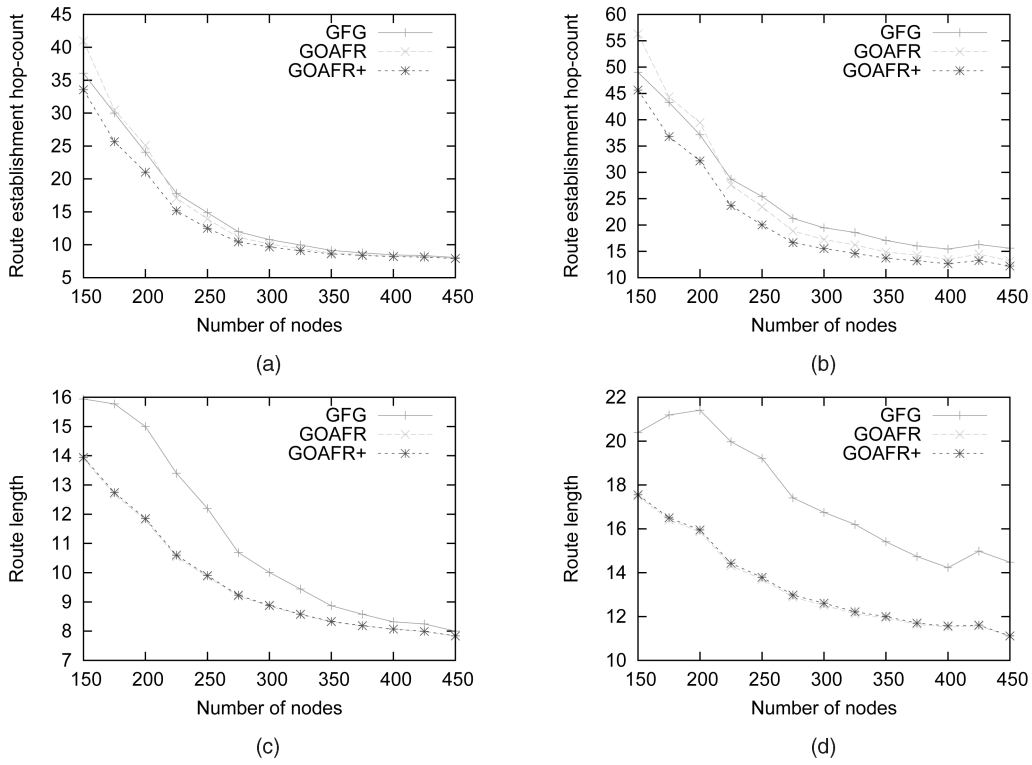 45
40
35
30
25
20
15
10
5
150 200 250 300 350 400 450
Route establishment hop-count
Number of nodes
GFG
GOAFR
GOAFR+
(a)
60
55
50
45
40
35
30
25
20
15
10
150 200 250 300 350 400 450
Route establishment hop-count
Number of nodes
GFG
GOAFR
GOAFR+
(b)
16
15
14
13
12
11
10
9
8
7
150 200 250 300 350 400 450
Route length
Number of nodes
GFG
GOAFR
GOAFR+
(c)
22
20
18
16
14
12
10
150 200 250 300 350 400 450
Route length
Number of nodes
GFG
GOAFR
GOAFR+
(d)